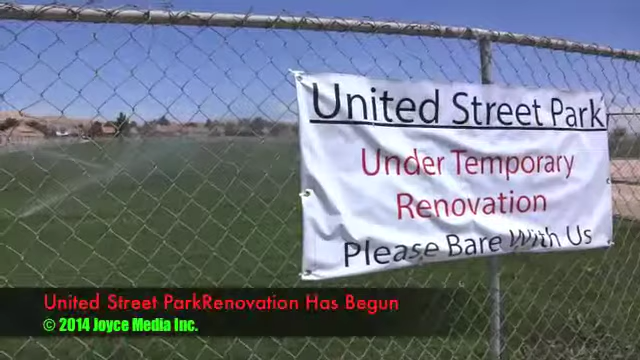 United Street Park
Under Temporary
Renovation
Please Bare With Us
United Street ParkRenovation Has Begun
© 2014 Joyce Media Inc.